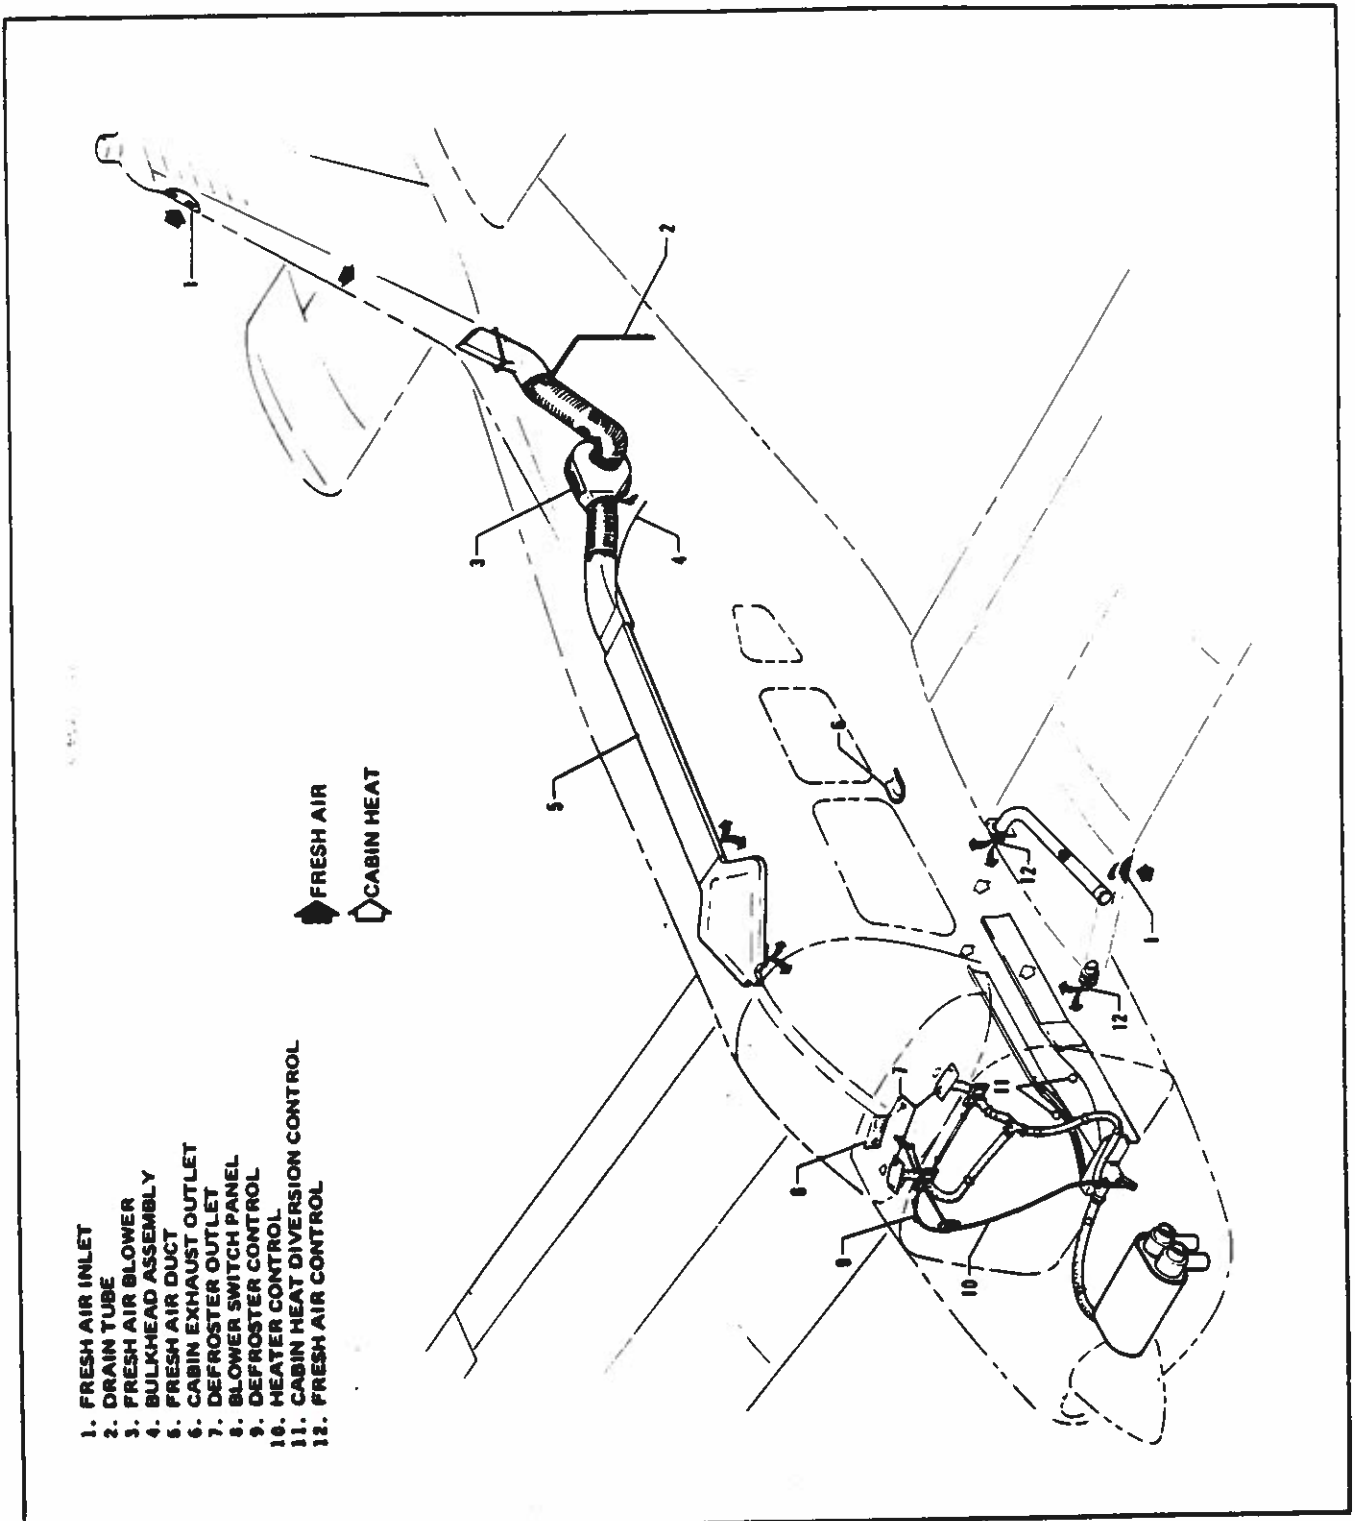 1. FRESH AIR INLET
2. DRAIN TUBE
3. FRESH AIR BLOWER
4. BULKHEAD ASSEMBLY
5. FRESH AIR DUCT
6. CABIN EXHAUST OUTLET
7. DEFROSTER OUTLET
8. BLOWER SWITCH PANEL
9. DEFROSTER CONTROL
10. HEATER CONTROL
11. CABIN HEAT DIVERSION CONTROL
12. FRESH AIR CONTROL
FRESH AIR
CABIN HEAT
1
2
3
4
5
6
7
8
9
10
11
12
12
1